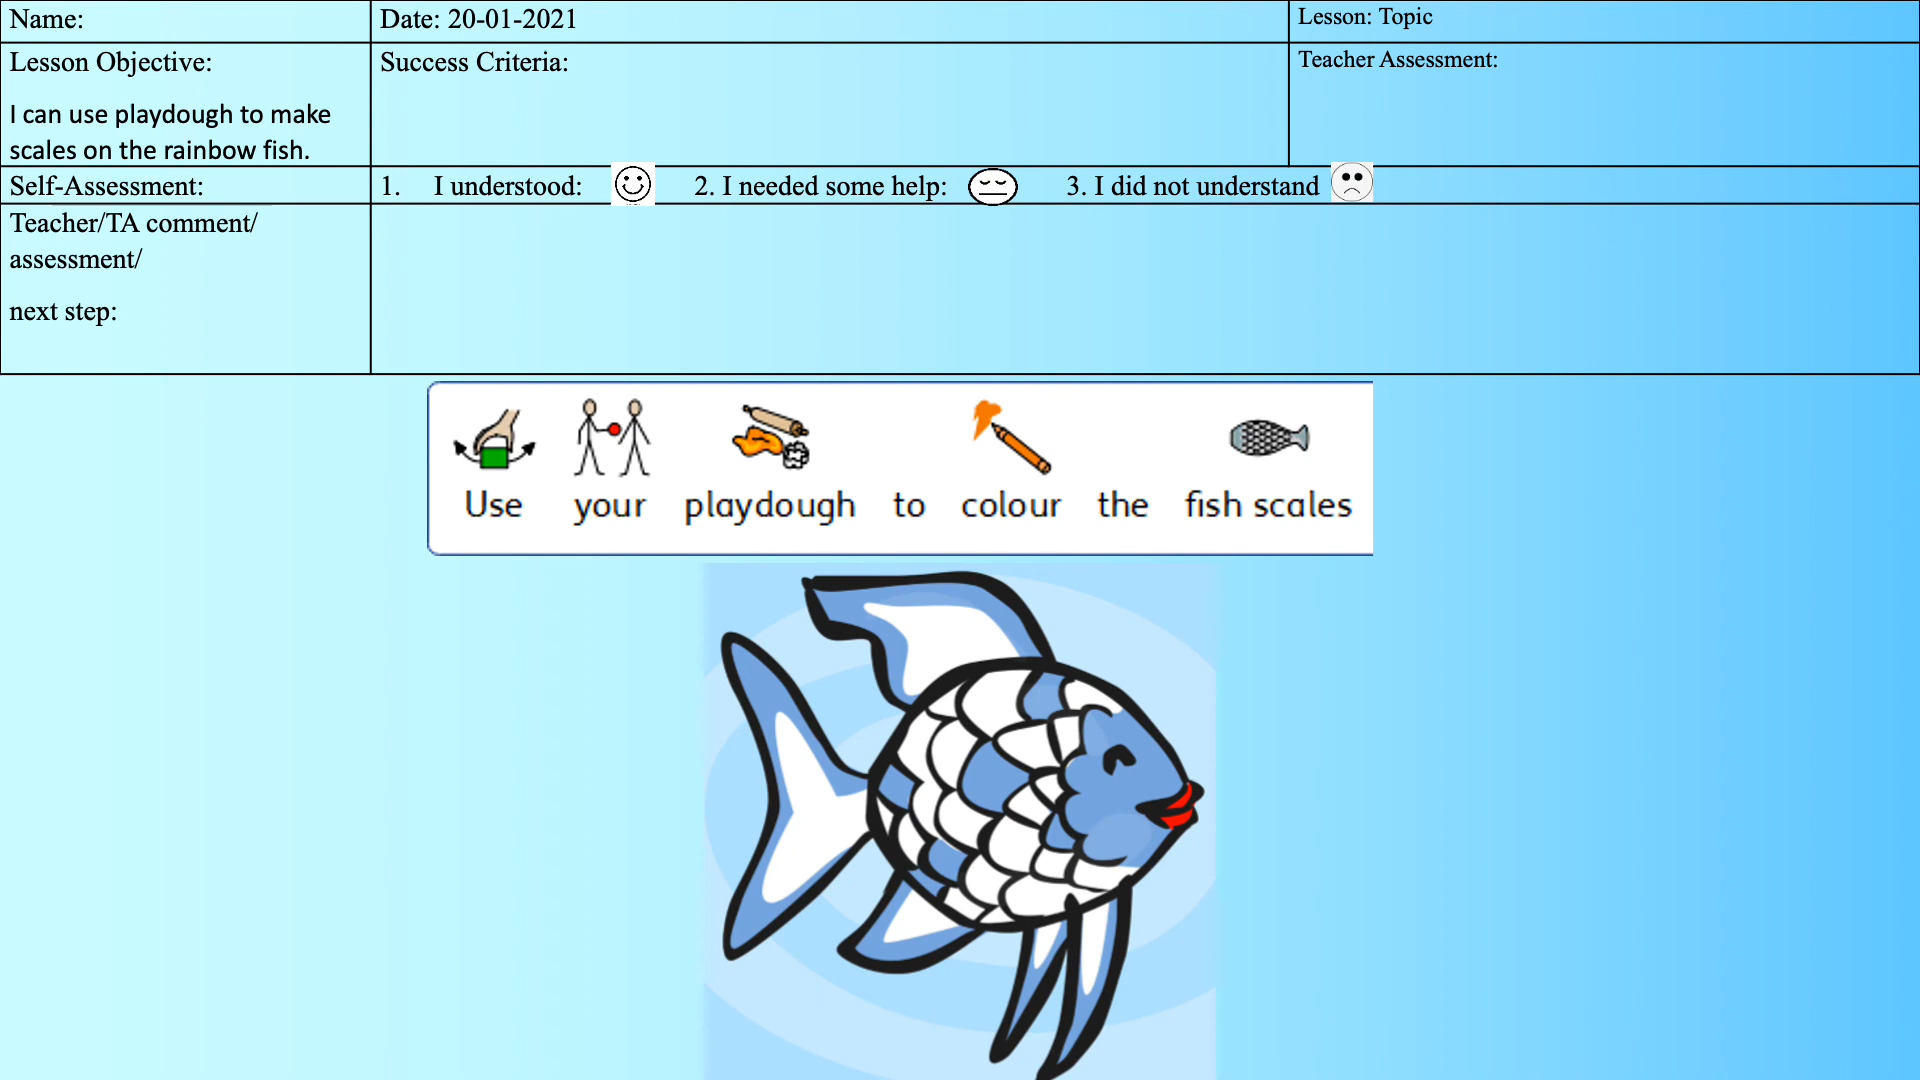 Name:
Date: 20-01-2021
Lesson: Topic
Lesson Objective:
I can use playdough to make
scales on the rainbow fish.
Success Criteria:
Teacher Assessment:
Self-Assessment:
1. I understood: 2. I needed some help: 3. I did not understand
Teacher/TA comment/
assessment/
next step:
Use your playdough to colour the fish scales